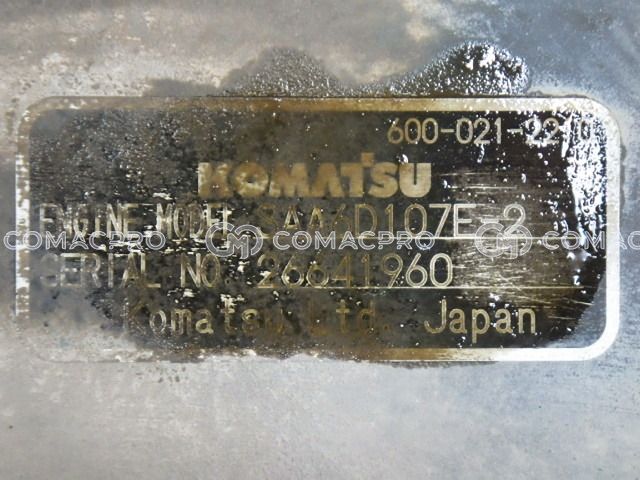 600-021-2210
KOMATSU
ENGINE MODEL SAA6D107E-2
COMACPRO COMACPRO COMACPRO
SERIAL NO. 26641960
Komatsu Ltd. Japan